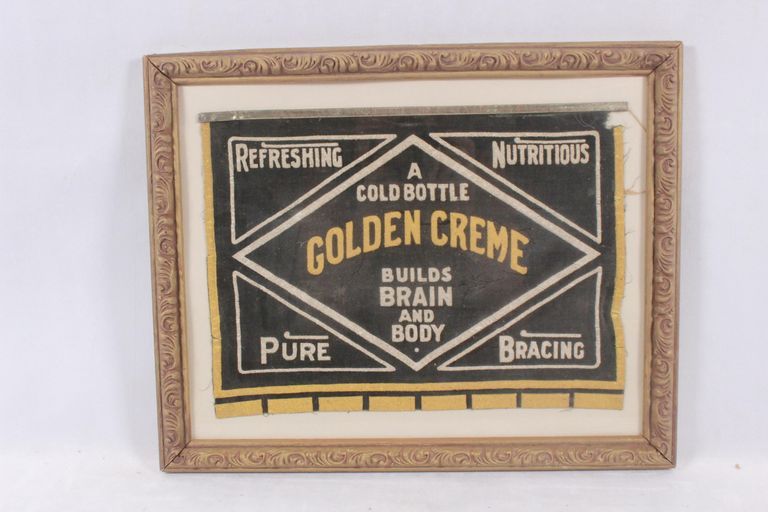 REFRESHING
NUTRITIOUS
A
COLD BOTTLE
GOLDEN CREME
BUILDS
BRAIN
AND
BODY
PURE
BRACING